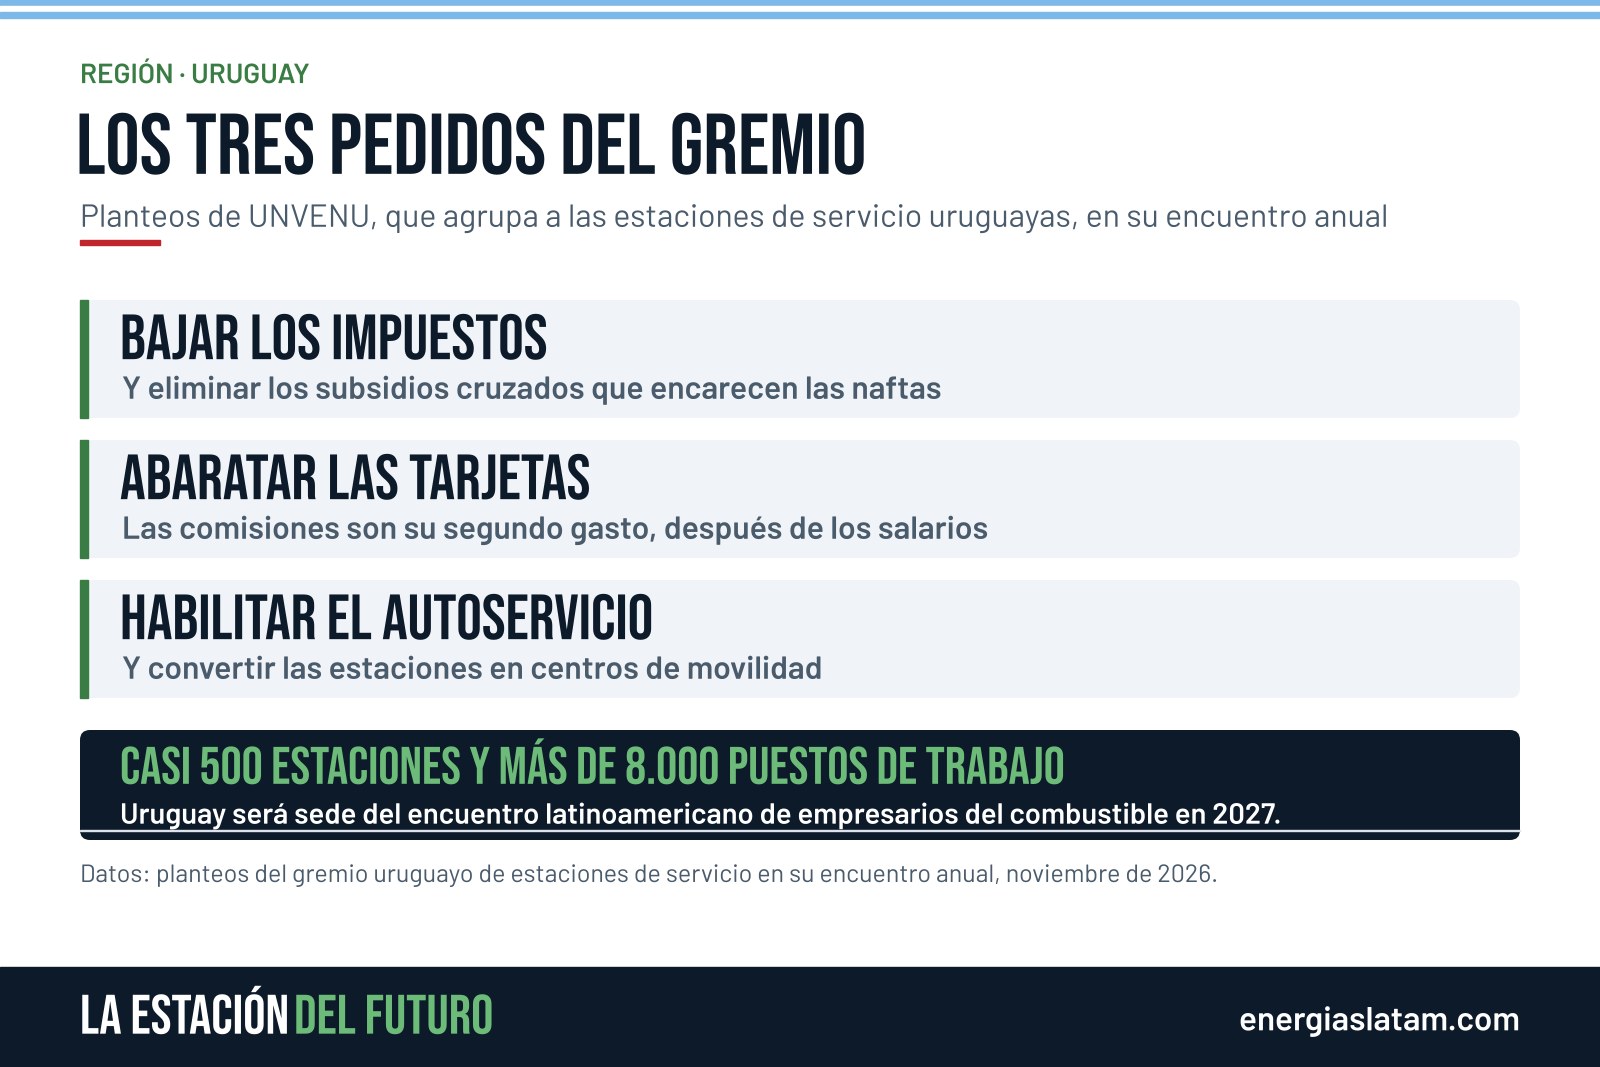 REGIÓN · URUGUAY
LOS TRES PEDIDOS DEL GREMIO
Planteos de UNVENU, que agrupa a las estaciones de servicio uruguayas, en su encuentro anual
BAJAR LOS IMPUESTOS
Y eliminar los subsidios cruzados que encarecen las naftas
ABARATAR LAS TARJETAS
Las comisiones son su segundo gasto, después de los salarios
HABILITAR EL AUTOSERVICIO
Y convertir las estaciones en centros de movilidad
CASI 500 ESTACIONES Y MÁS DE 8.000 PUESTOS DE TRABAJO
Uruguay será sede del encuentro latinoamericano de empresarios del combustible en 2027.
Datos: planteos del gremio uruguayo de estaciones de servicio en su encuentro anual, noviembre de 2026.
LA ESTACIÓN DEL FUTURO
energiaslatam.com